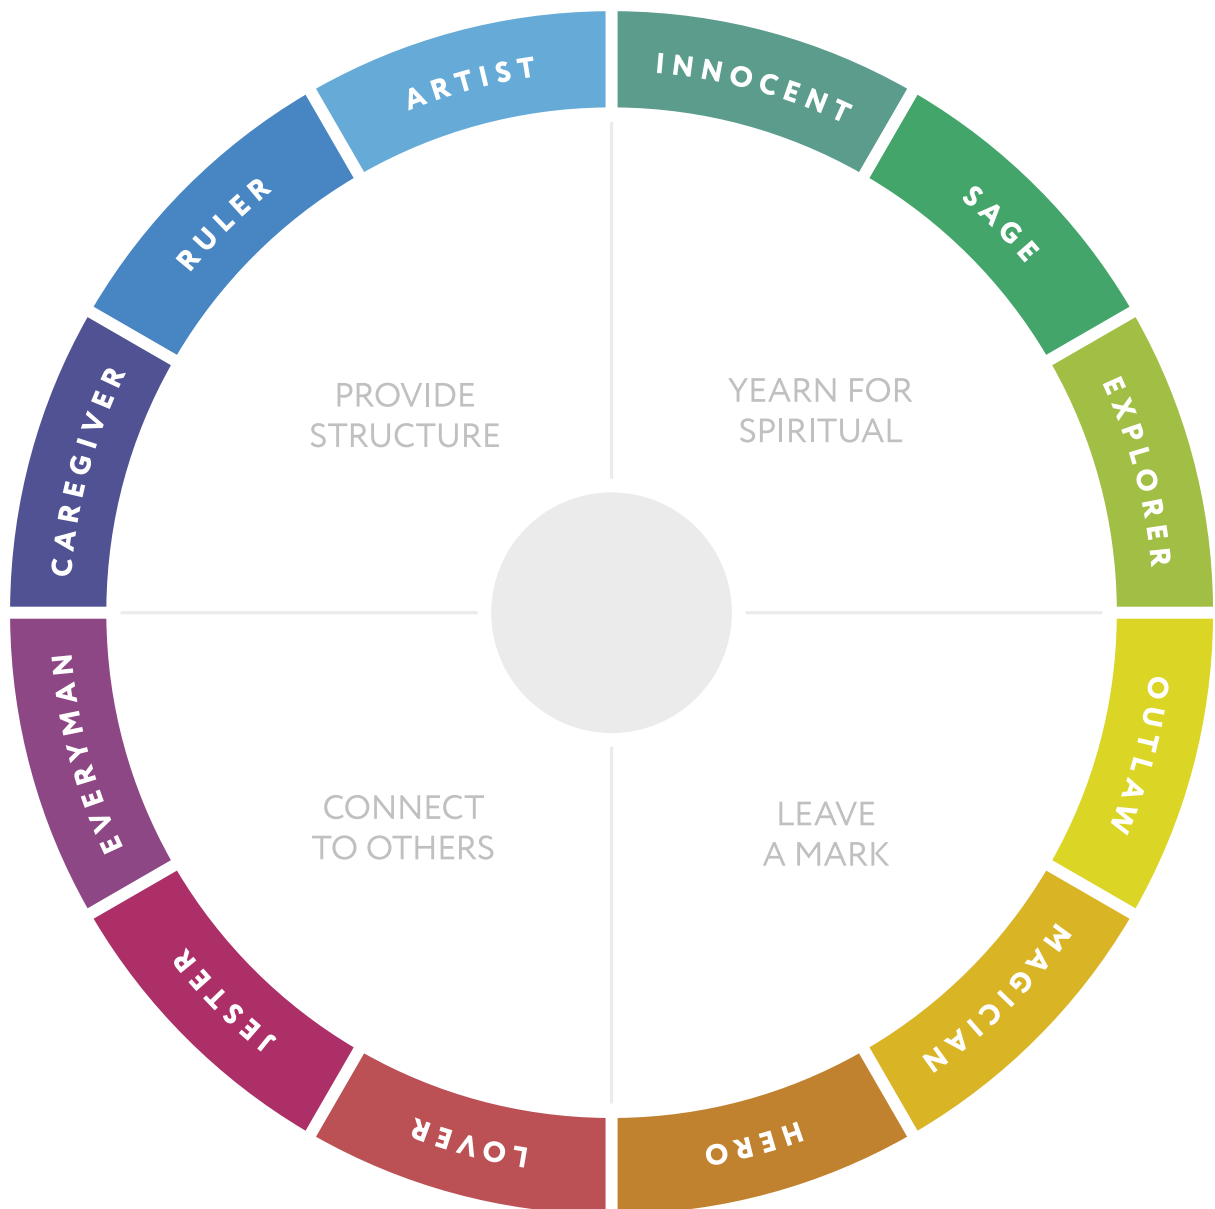 ARTIST
INNOCENT
RULER
SAGE
CAREGIVER
EXPLORER
PROVIDE
STRUCTURE
YEARN FOR
SPIRITUAL
EVERYMAN
OUTLAW
CONNECT
TO OTHERS
LEAVE
A MARK
JESTER
MAGICIAN
LOVER
HERO